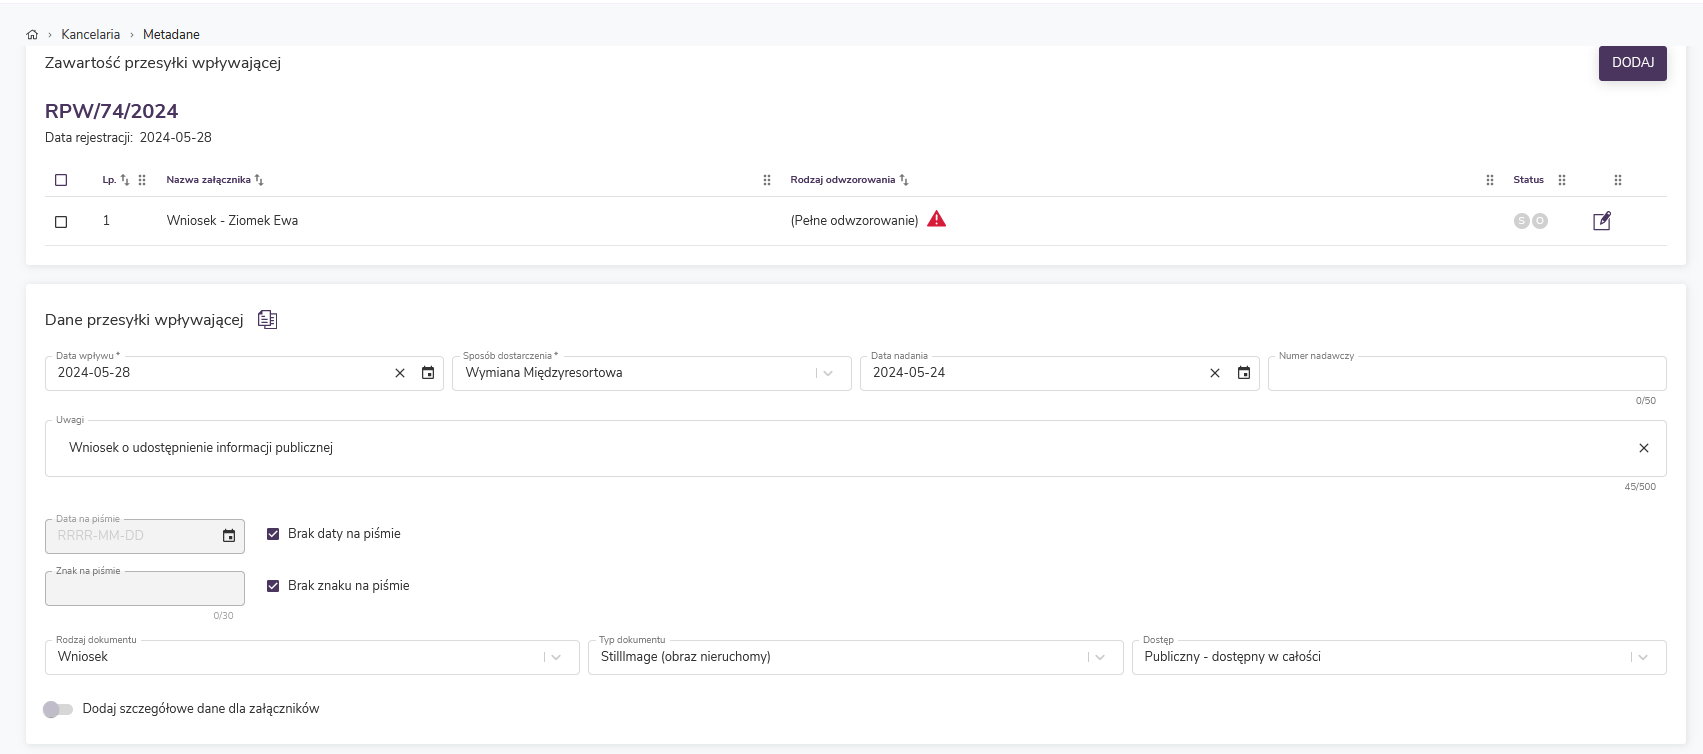 Kancelaria › Metadane
Zawartość przesyłki wpływającej
DODAJ
RPW/74/2024
Data rejestracji: 2024-05-28
Lp. Nazwa załącznika Rodzaj odwzorowania Status
1 Wniosek - Ziomek Ewa (Pełne odwzorowanie) S O
Dane przesyłki wpływającej
Data wpływu * Sposób dostarczenia * Data nadania Numer nadawczy
2024-05-28 Wymiana Międzyresortowa 2024-05-24
0/50
Uwagi
Wniosek o udostępnienie informacji publicznej
45/500
Data na piśmie
RRRR-MM-DD Brak daty na piśmie
Znak na piśmie
Brak znaku na piśmie
0/30
Rodzaj dokumentu Typ dokumentu Dostęp
Wniosek StillImage (obraz nieruchomy) Publiczny - dostępny w całości
Dodaj szczegółowe dane dla załączników